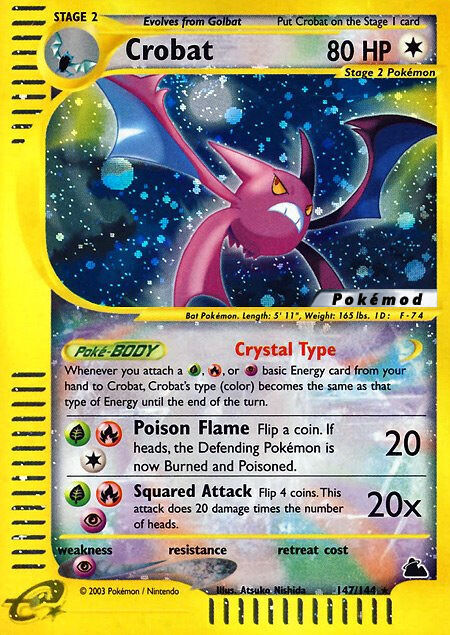 STAGE 2 Evolves from Golbat Put Crobat on the Stage 1 card
Crobat 80 HP
Stage 2 Pokémon
Pokémod
Bat Pokémon. Length: 5' 11", Weight: 165 lbs. ID: F-74
Poké-BODY Crystal Type
Whenever you attach a , , or basic Energy card from your
hand to Crobat, Crobat's type (color) becomes the same as that
type of Energy until the end of the turn.
Poison Flame Flip a coin. If
heads, the Defending Pokémon is
now Burned and Poisoned.
20
Squared Attack Flip 4 coins. This
attack does 20 damage times the number
of heads.
20x
weakness resistance retreat cost
© 2003 Pokémon / Nintendo Illus. Atsuko Nishida 147/144